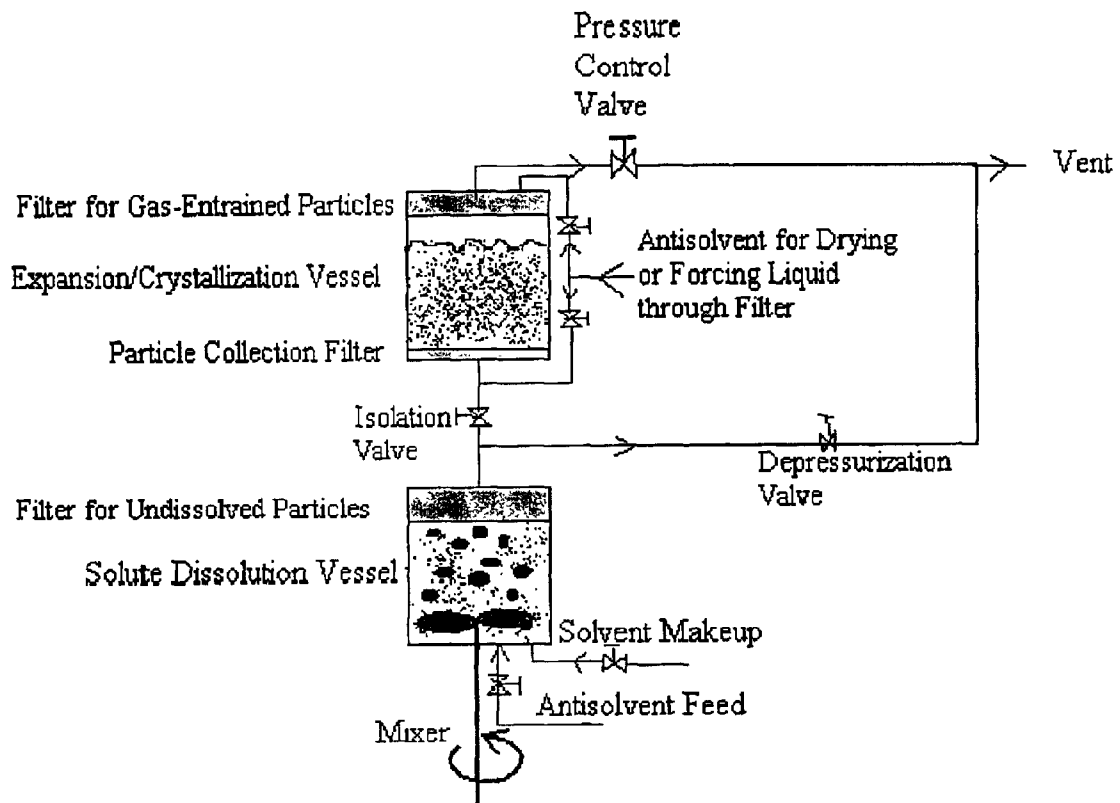 Pressure
Control
Valve
Vent
Filter for Gas-Entrained Particles
Antisolvent for Drying
or Forcing Liquid
through Filter
Expansion/Crystallization Vessel
Particle Collection Filter
Isolation
Valve
Depressurization
Valve
Filter for Undissolved Particles
Solute Dissolution Vessel
Solvent Makeup
Antisolvent Feed
Mixer